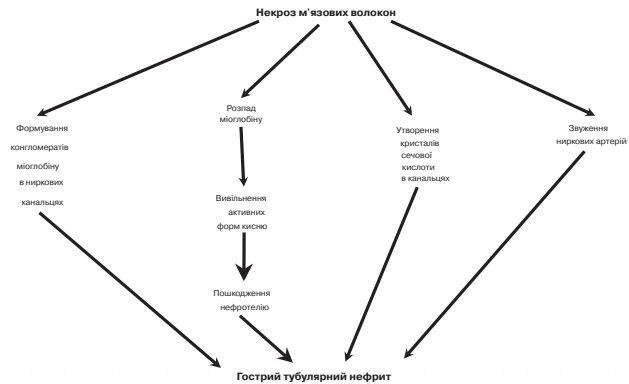 Некроз м'язових волокон
Формування
конгломератів
міоглобіну
в ниркових
канальцях
Розпад
міоглобіну
Вивільнення
активних
форм кисню
Пошкодження
нефротелію
Утворення
кристалів
сечової
кислоти
в канальцях
Звуження
ниркових артерій
Гострий тубулярний нефрит